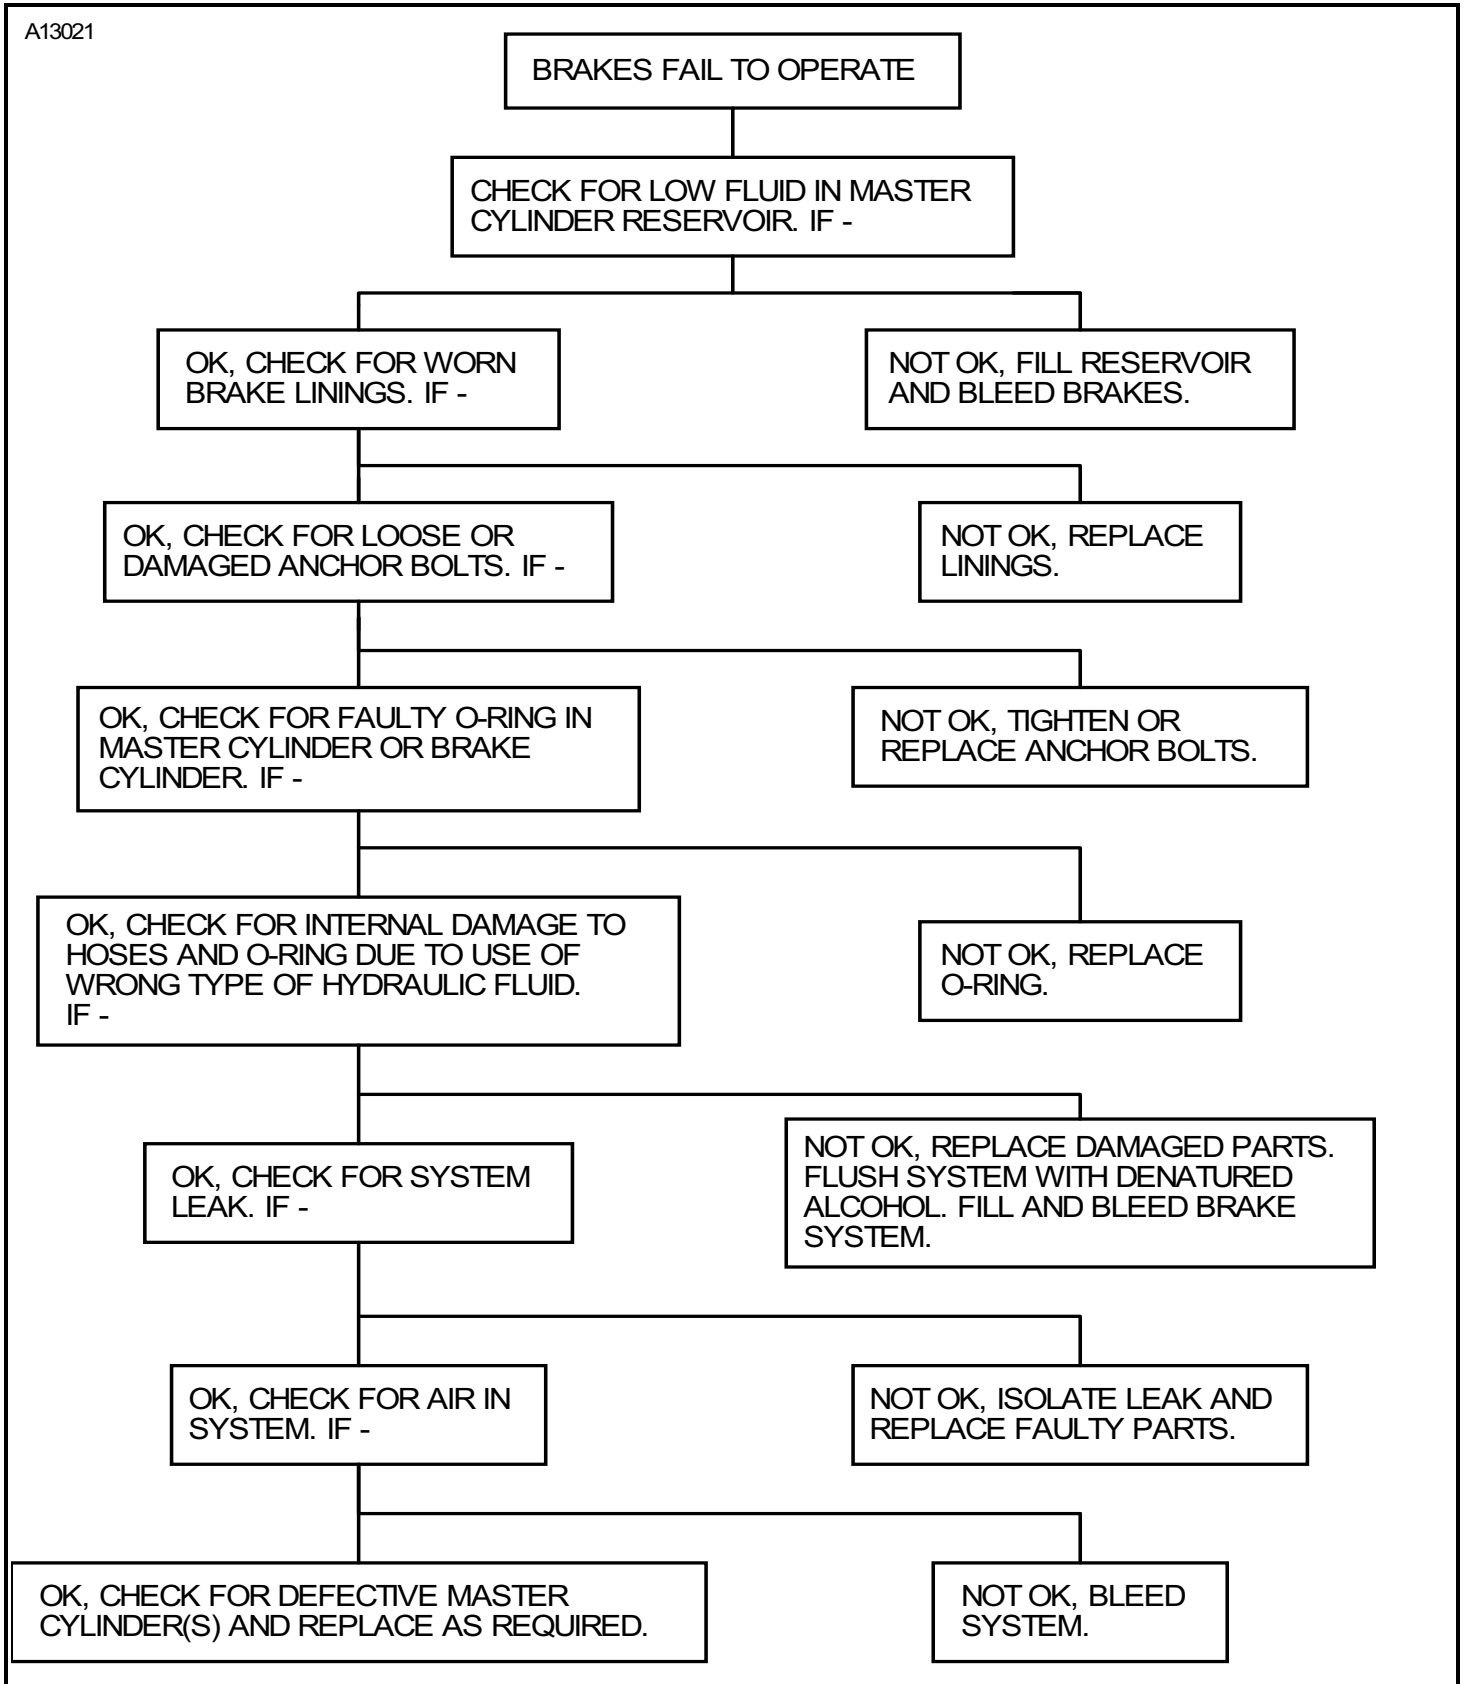 A13021
BRAKES FAIL TO OPERATE
CHECK FOR LOW FLUID IN MASTER
CYLINDER RESERVOIR. IF -
OK, CHECK FOR WORN
BRAKE LININGS. IF -
NOT OK, FILL RESERVOIR
AND BLEED BRAKES.
OK, CHECK FOR LOOSE OR
DAMAGED ANCHOR BOLTS. IF -
NOT OK, REPLACE
LININGS.
OK, CHECK FOR FAULTY O-RING IN
MASTER CYLINDER OR BRAKE
CYLINDER. IF -
NOT OK, TIGHTEN OR
REPLACE ANCHOR BOLTS.
OK, CHECK FOR INTERNAL DAMAGE TO
HOSES AND O-RING DUE TO USE OF
WRONG TYPE OF HYDRAULIC FLUID.
IF -
NOT OK, REPLACE
O-RING.
OK, CHECK FOR SYSTEM
LEAK. IF -
NOT OK, REPLACE DAMAGED PARTS.
FLUSH SYSTEM WITH DENATURED
ALCOHOL. FILL AND BLEED BRAKE
SYSTEM.
OK, CHECK FOR AIR IN
SYSTEM. IF -
NOT OK, ISOLATE LEAK AND
REPLACE FAULTY PARTS.
OK, CHECK FOR DEFECTIVE MASTER
CYLINDER(S) AND REPLACE AS REQUIRED.
NOT OK, BLEED
SYSTEM.